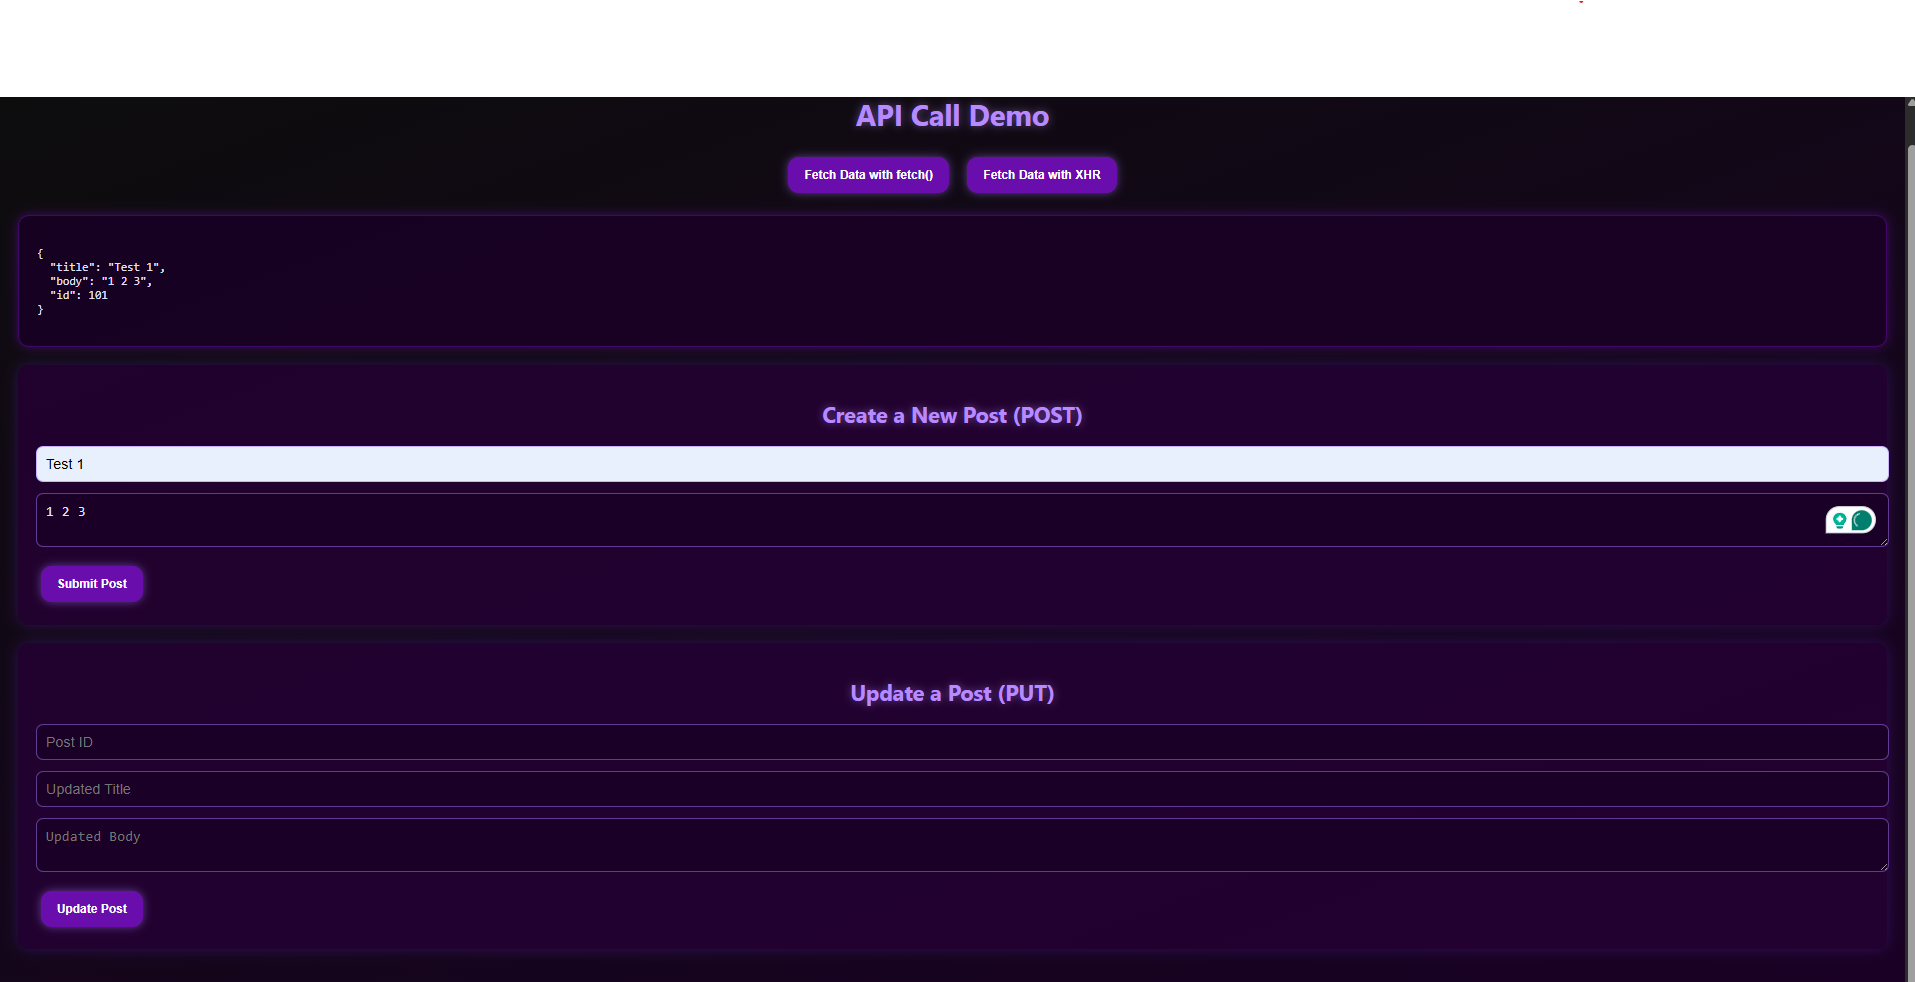 API Call Demo
Fetch Data with fetch() Fetch Data with XHR
{
  "title": "Test 1",
  "body": "1 2 3",
  "id": 101
}
Create a New Post (POST)
Test 1
1 2 3
Submit Post
Update a Post (PUT)
Post ID
Updated Title
Updated Body
Update Post